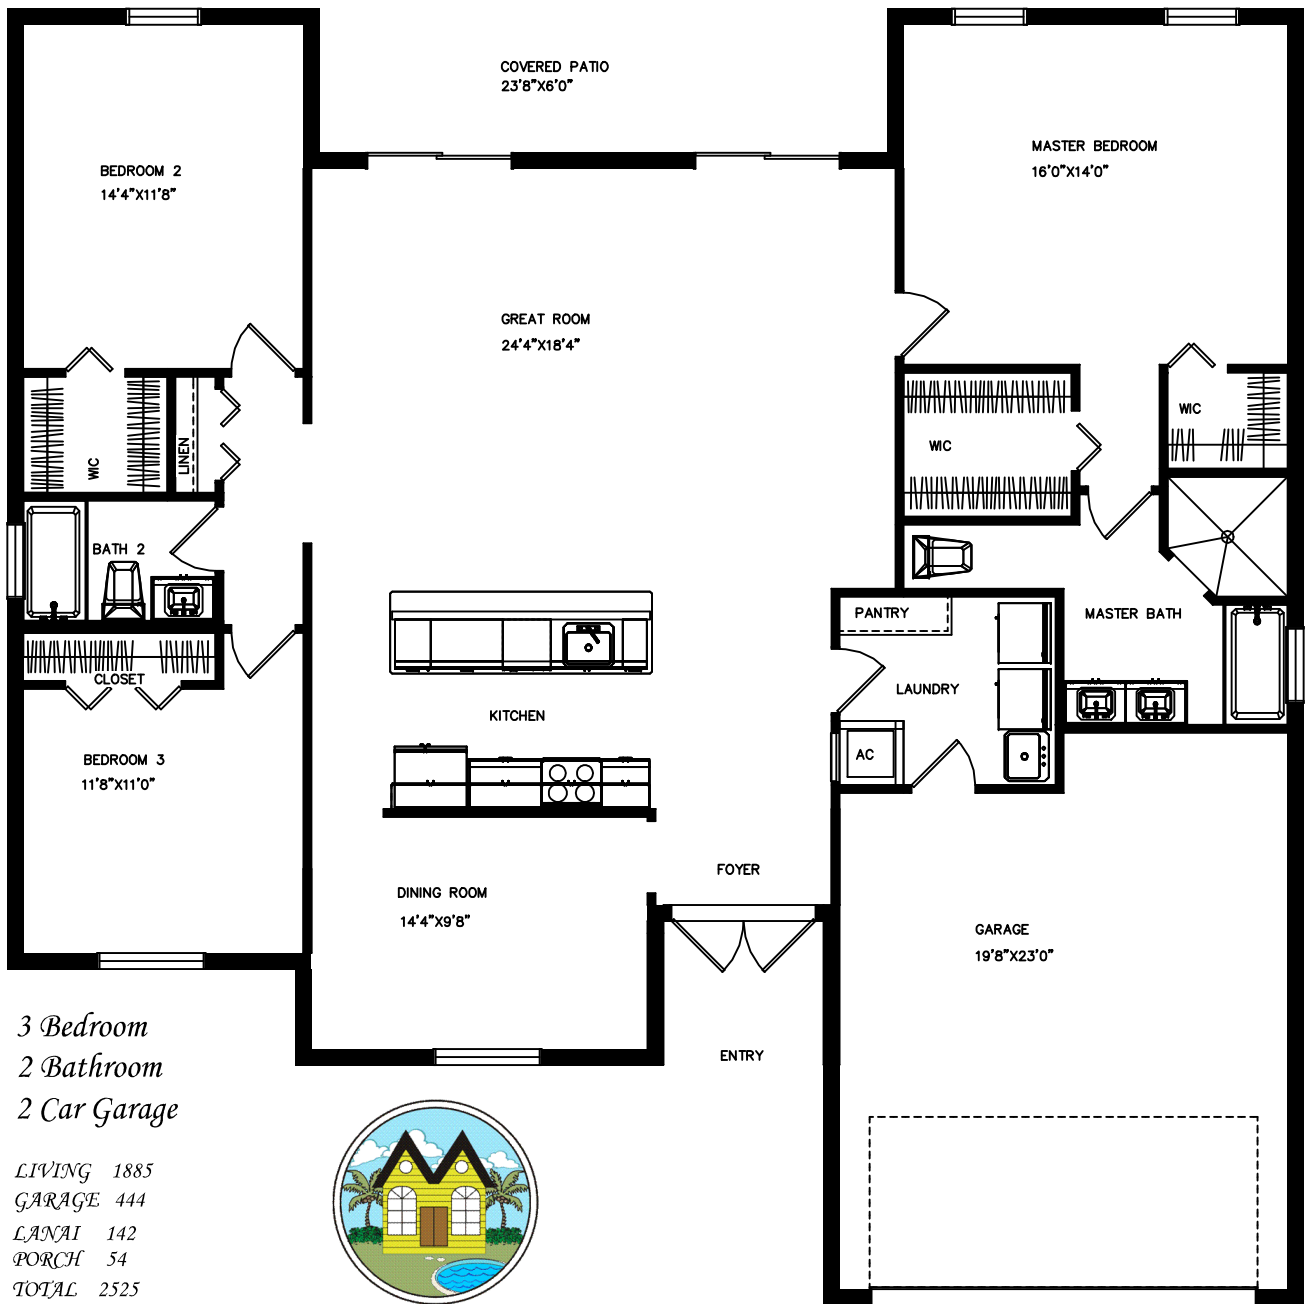 COVERED PATIO
23'8"X6'0"
BEDROOM 2
14'4"X11'8"
MASTER BEDROOM
16'0"X14'0"
GREAT ROOM
24'4"X18'4"
WIC
LINEN
WIC
WIC
BATH 2
PANTRY
MASTER BATH
CLOSET
LAUNDRY
KITCHEN
BEDROOM 3
11'8"X11'0"
AC
FOYER
DINING ROOM
14'4"X9'8"
GARAGE
19'8"X23'0"
ENTRY
3 Bedroom
2 Bathroom
2 Car Garage
LIVING 1885
GARAGE 444
LANAI 142
PORCH 54
TOTAL 2525